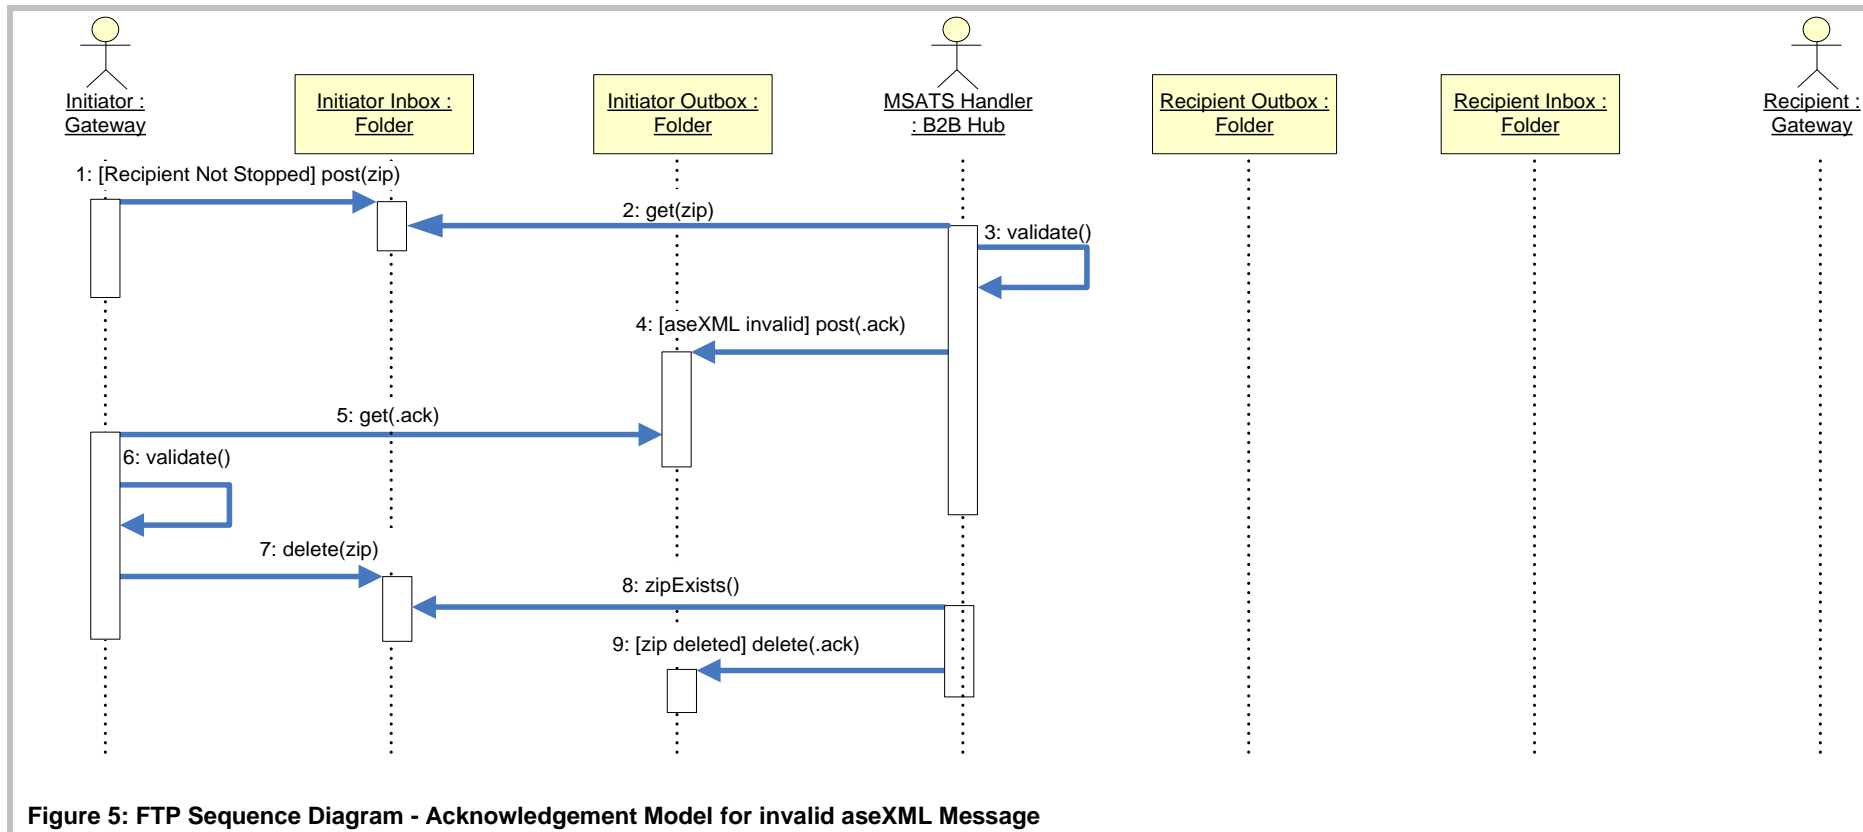 Initiator :
Gateway
Initiator Inbox :
Folder
Initiator Outbox :
Folder
MSATS Handler
: B2B Hub
Recipient Outbox :
Folder
Recipient Inbox :
Folder
Recipient :
Gateway
1: [Recipient Not Stopped] post(zip)
2: get(zip)
3: validate()
4: [aseXML invalid] post(.ack)
5: get(.ack)
6: validate()
7: delete(zip)
8: zipExists()
9: [zip deleted] delete(.ack)
Figure 5: FTP Sequence Diagram - Acknowledgement Model for invalid aseXML Message